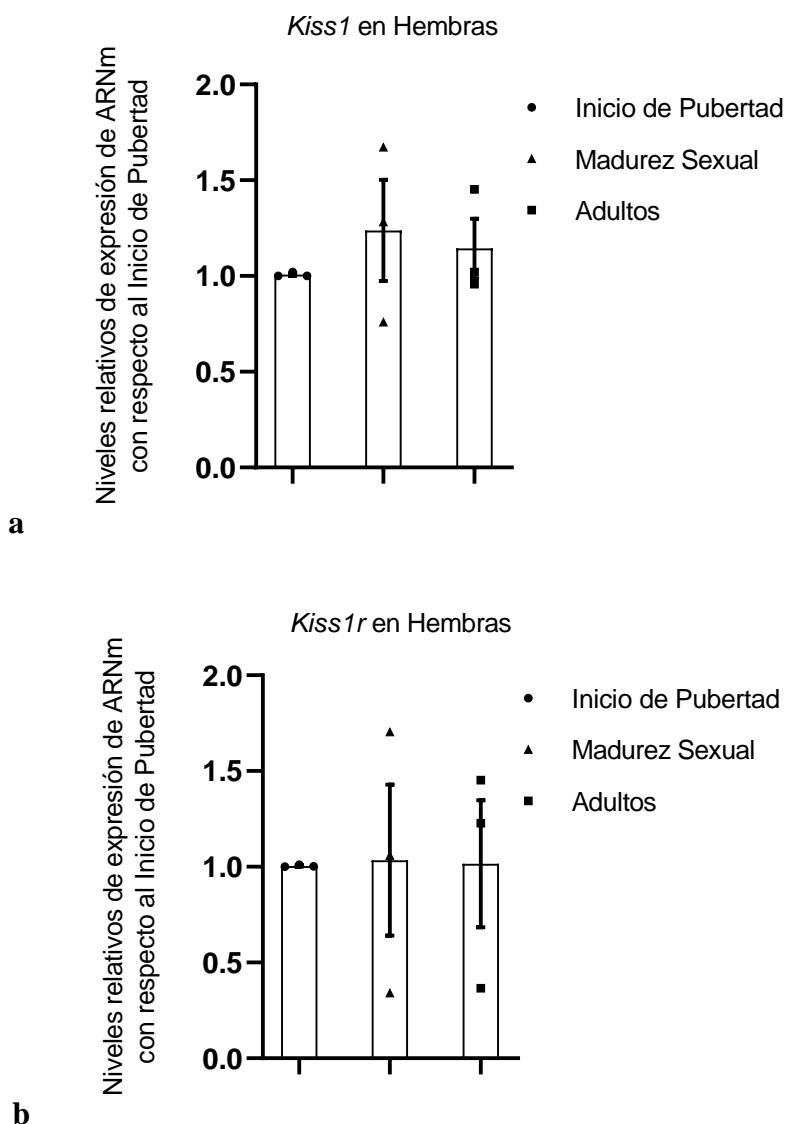 Kiss1 en Hembras
Niveles relativos de expresión de ARNm
con respecto al Inicio de Pubertad
2.0
1.5
1.0
0.5
0.0
Inicio de Pubertad
Madurez Sexual
Adultos
a
Kiss1r en Hembras
Niveles relativos de expresión de ARNm
con respecto al Inicio de Pubertad
2.0
1.5
1.0
0.5
0.0
Inicio de Pubertad
Madurez Sexual
Adultos
b